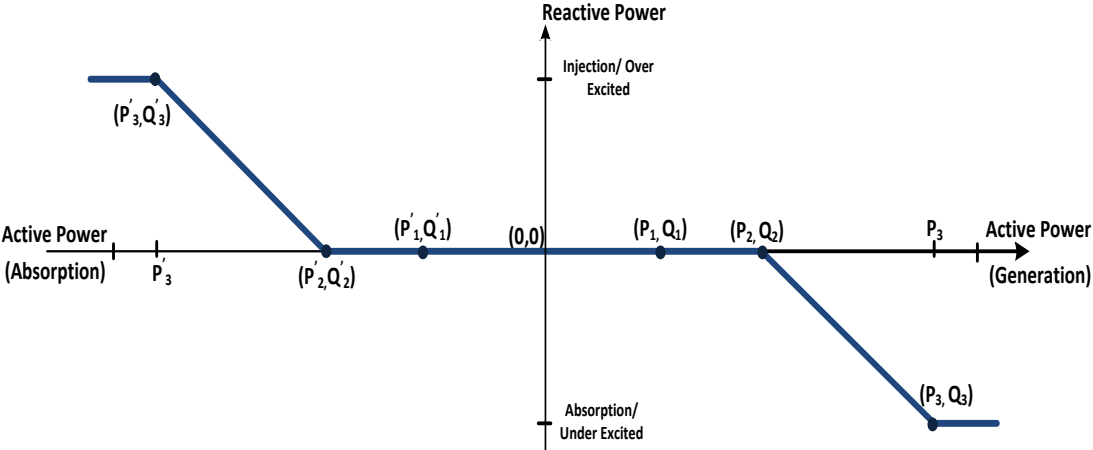 Reactive Power
Injection/ Over
Excited
(P'3,Q'3)
Active Power
(Absorption)
P'3
(P'2,Q'2)
(P'1,Q'1)
(0,0)
(P1,Q1)
(P2,Q2)
P3
Active Power
(Generation)
(P3,Q3)
Absorption/
Under Excited